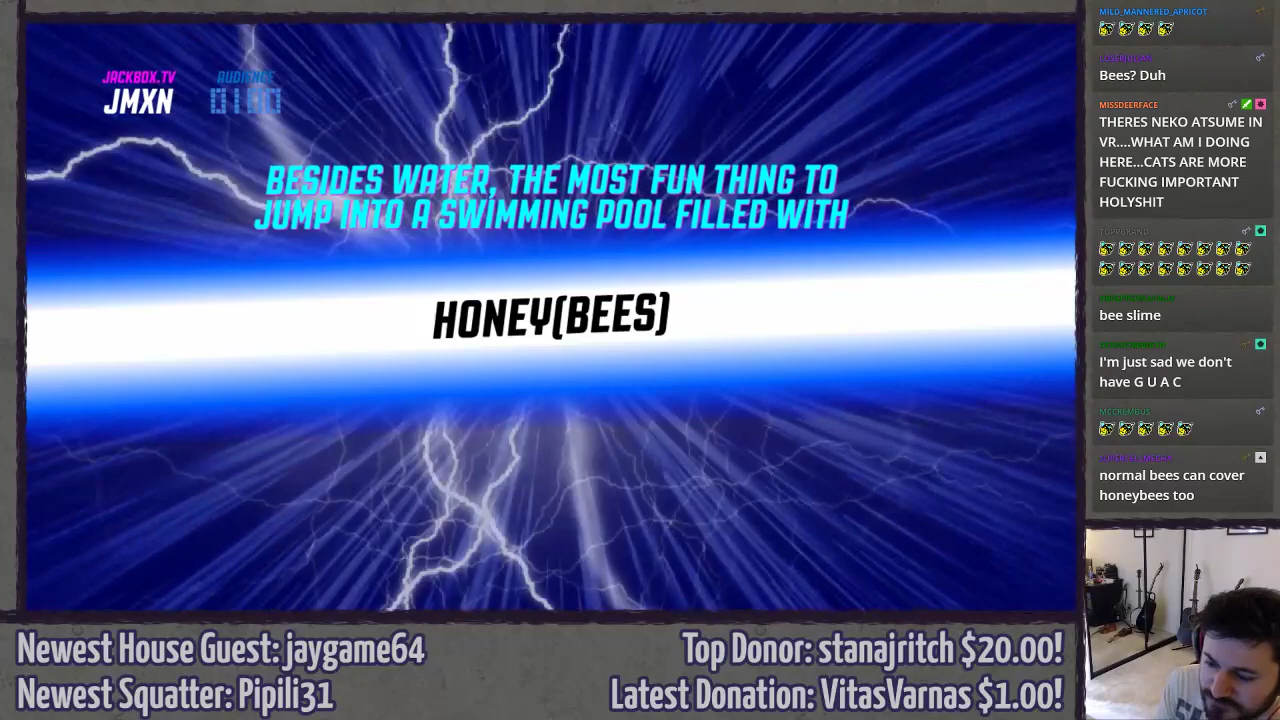 JACKBOX.TV
JMXN
AUDIENCE
BESIDES WATER, THE MOST FUN THING TO
JUMP INTO A SWIMMING POOL FILLED WITH
HONEY(BEES)
MILD_MANNERED_APRICOT
Bees? Duh
MISSDEERFACE
THERES NEKO ATSUME IN
VR....WHAT AM I DOING
HERE...CATS ARE MORE
FUCKING IMPORTANT
HOLYSHIT
TOPPBRAND
bee slime
I'm just sad we don't
have G U A C
MCCREMBUS
normal bees can cover
honeybees too
Newest House Guest: jaygame64
Newest Squatter: Pipili31
Top Donor: stanajritch $20.00!
Latest Donation: VitasVarnas $1.00!